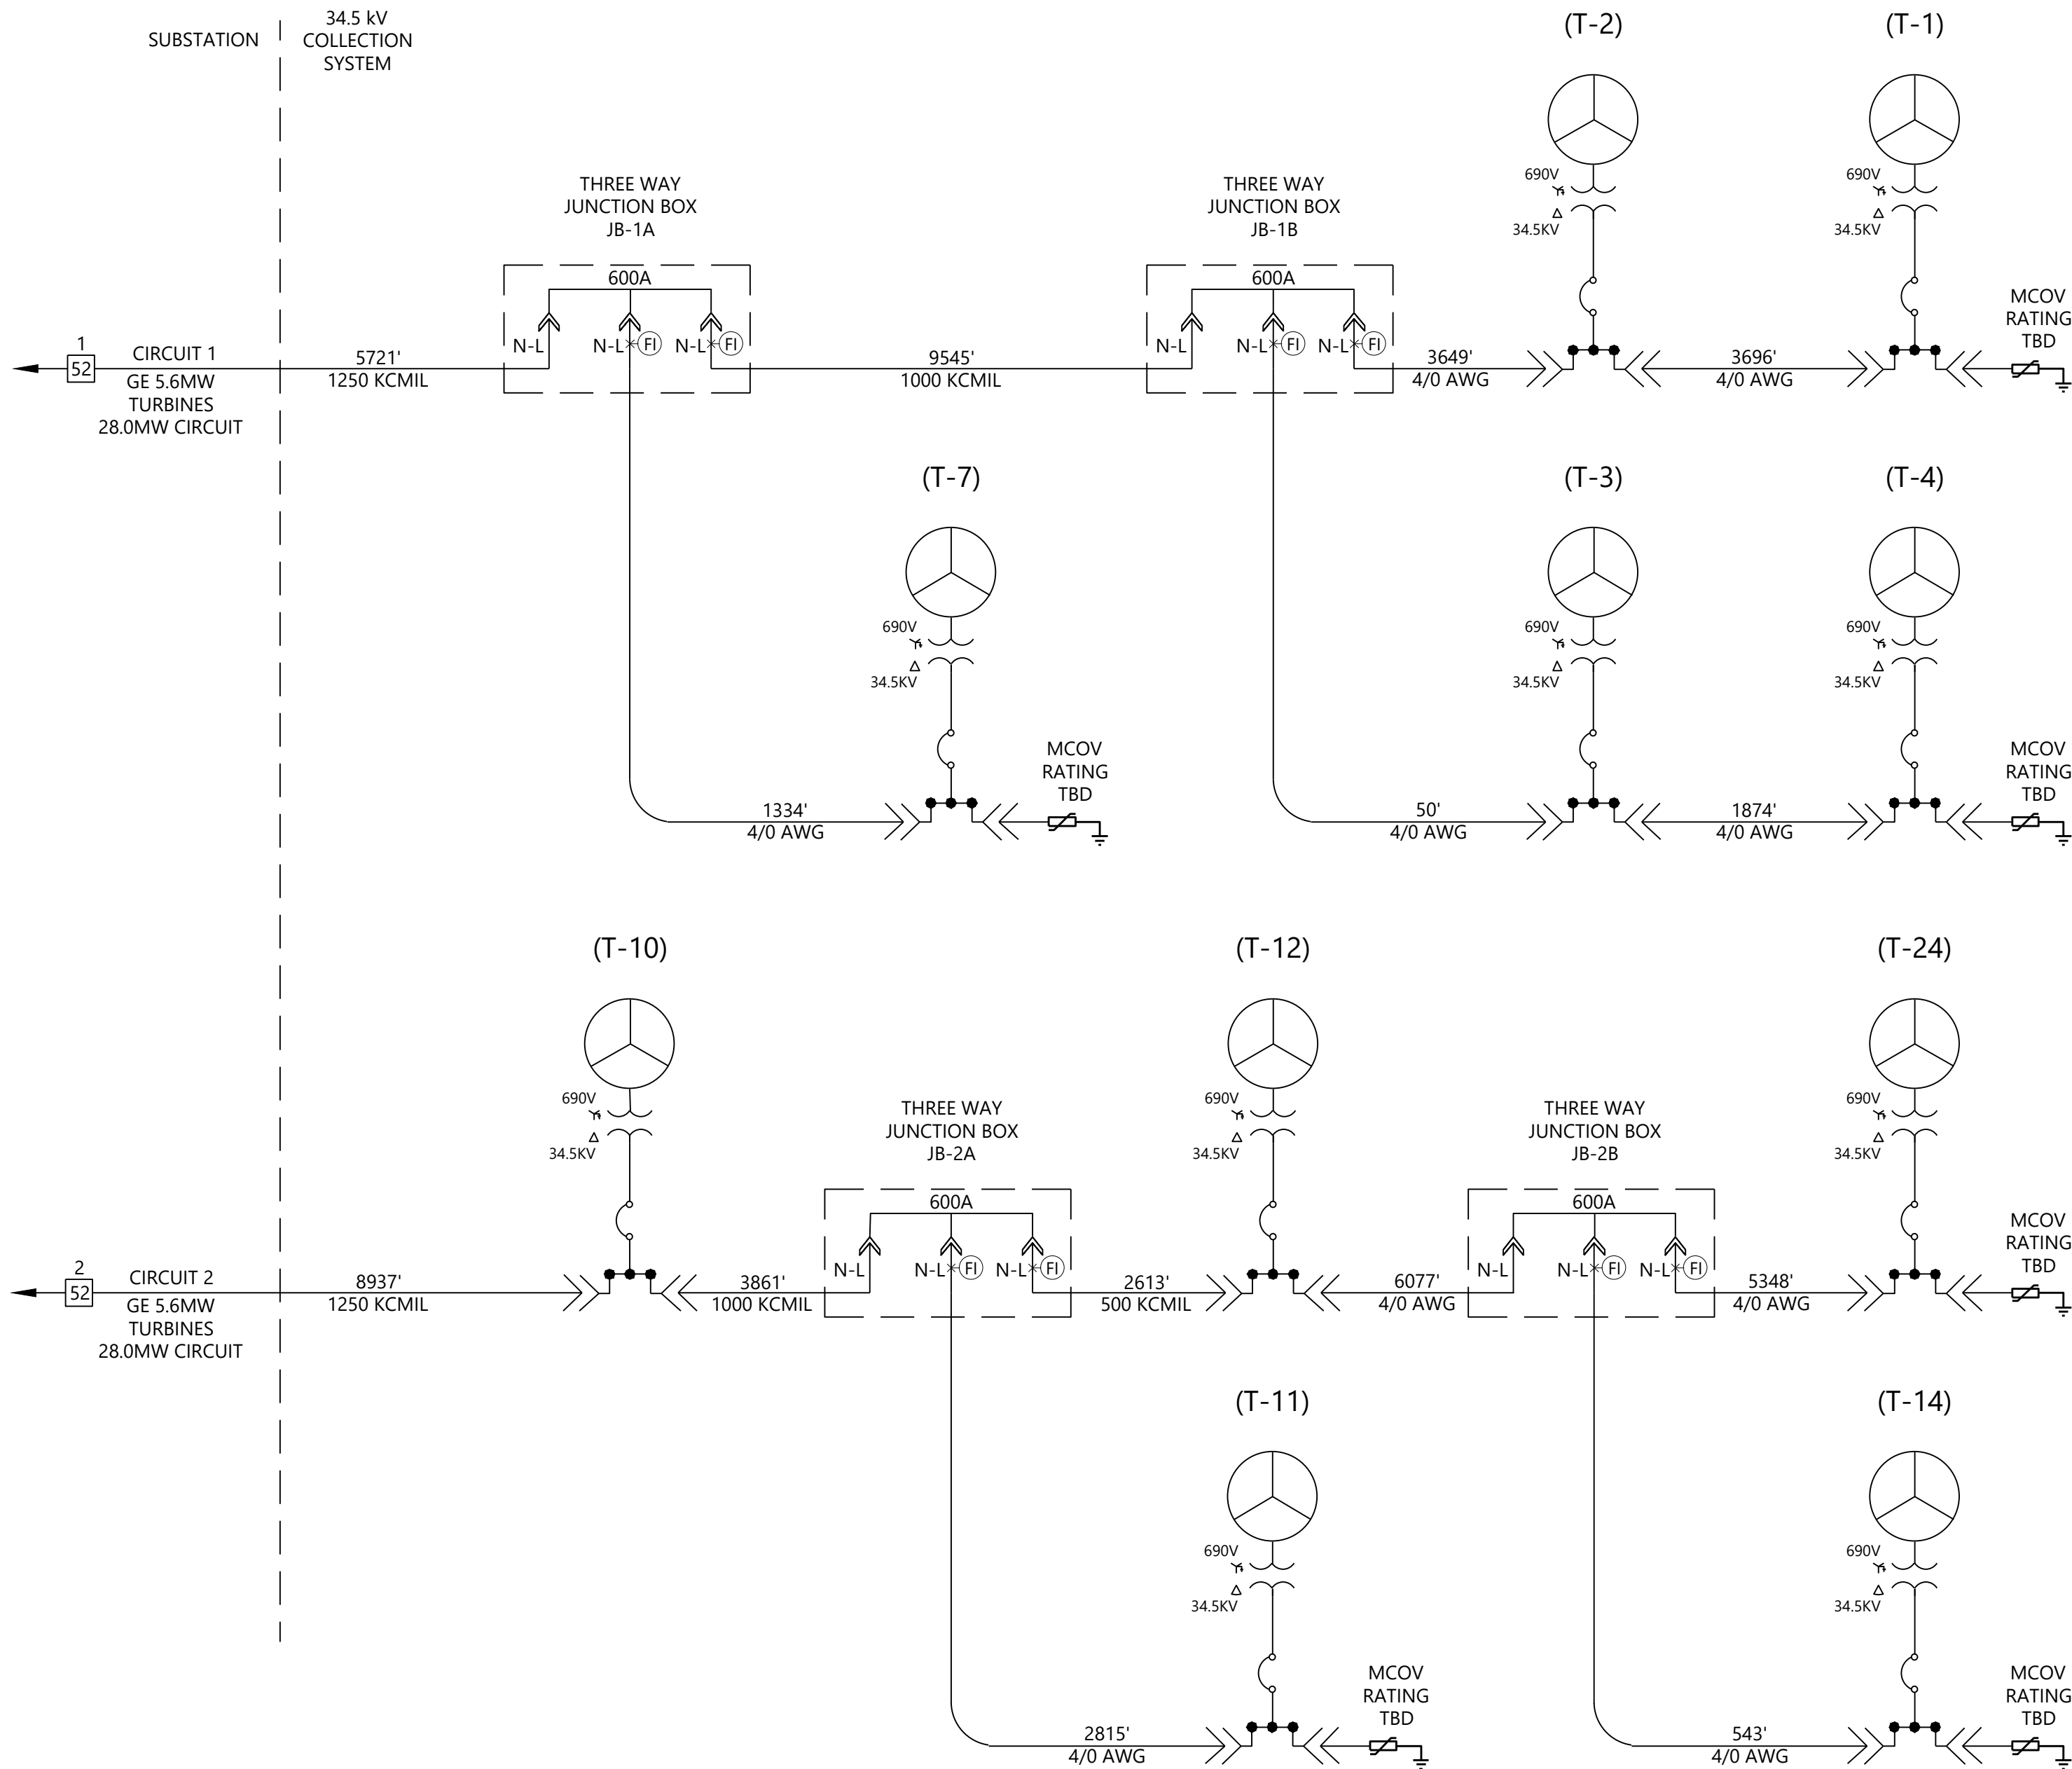 SUBSTATION
34.5 kV
COLLECTION
SYSTEM
(T-2)
(T-1)
690V
34.5KV
690V
34.5KV
THREE WAY
JUNCTION BOX
JB-1A
600A
N-L
N-L
FI
N-L
FI
THREE WAY
JUNCTION BOX
JB-1B
600A
N-L
N-L
FI
N-L
FI
MCOV
RATING
TBD
1
52
CIRCUIT 1
GE 5.6MW
TURBINES
28.0MW CIRCUIT
5721'
1250 KCMIL
9545'
1000 KCMIL
3649'
4/0 AWG
3696'
4/0 AWG
(T-7)
(T-3)
(T-4)
690V
34.5KV
690V
34.5KV
690V
34.5KV
MCOV
RATING
TBD
MCOV
RATING
TBD
1334'
4/0 AWG
50'
4/0 AWG
1874'
4/0 AWG
(T-10)
(T-12)
(T-24)
690V
34.5KV
690V
34.5KV
690V
34.5KV
THREE WAY
JUNCTION BOX
JB-2A
600A
N-L
N-L
FI
N-L
FI
THREE WAY
JUNCTION BOX
JB-2B
600A
N-L
N-L
FI
N-L
FI
MCOV
RATING
TBD
2
52
CIRCUIT 2
GE 5.6MW
TURBINES
28.0MW CIRCUIT
8937'
1250 KCMIL
3861'
1000 KCMIL
2613'
500 KCMIL
6077'
4/0 AWG
5348'
4/0 AWG
(T-11)
(T-14)
690V
34.5KV
690V
34.5KV
MCOV
RATING
TBD
MCOV
RATING
TBD
2815'
4/0 AWG
543'
4/0 AWG